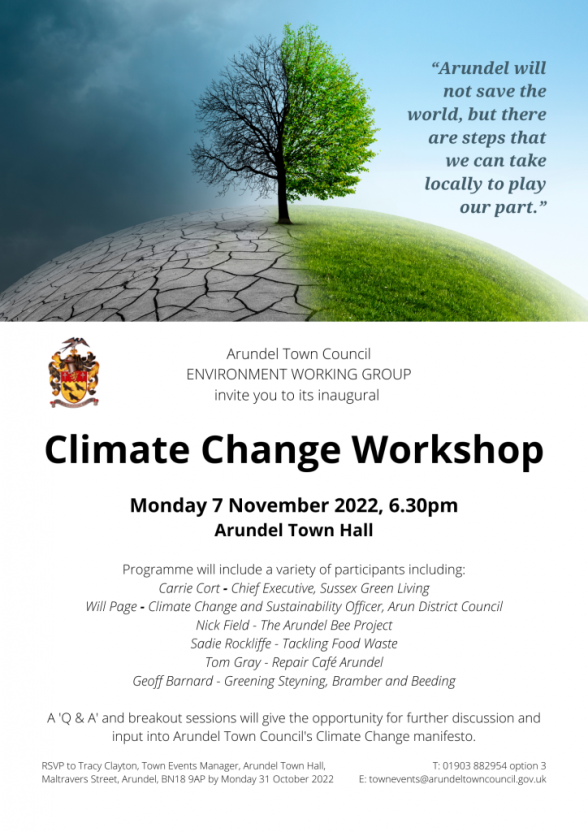 “Arundel will
not save the
world, but there
are steps that
we can take
locally to play
our part.”
Arundel Town Council
ENVIRONMENT WORKING GROUP
invite you to its inaugural
Climate Change Workshop
Monday 7 November 2022, 6.30pm
Arundel Town Hall
Programme will include a variety of participants including:
Carrie Cort - Chief Executive, Sussex Green Living
Will Page - Climate Change and Sustainability Officer, Arun District Council
Nick Field - The Arundel Bee Project
Sadie Rockliffe - Tackling Food Waste
Tom Gray - Repair Café Arundel
Geoff Barnard - Greening Steyning, Bramber and Beeding
A 'Q & A' and breakout sessions will give the opportunity for further discussion and
input into Arundel Town Council's Climate Change manifesto.
RSVP to Tracy Clayton, Town Events Manager, Arundel Town Hall,
Maltravers Street, Arundel, BN18 9AP by Monday 31 October 2022
T: 01903 882954 option 3
E: townevents@arundeltowncouncil.gov.uk